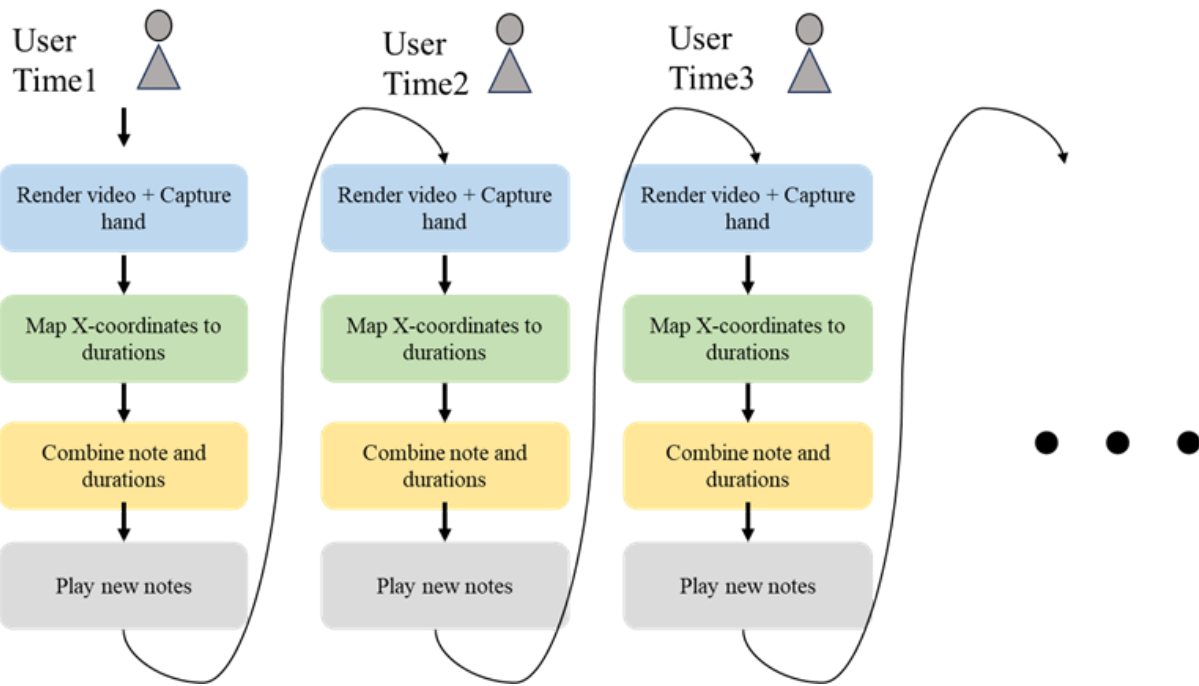 User
Time1
Render video + Capture
hand
Map X-coordinates to
durations
Combine note and
durations
Play new notes
User
Time2
Render video + Capture
hand
Map X-coordinates to
durations
Combine note and
durations
Play new notes
User
Time3
Render video + Capture
hand
Map X-coordinates to
durations
Combine note and
durations
Play new notes